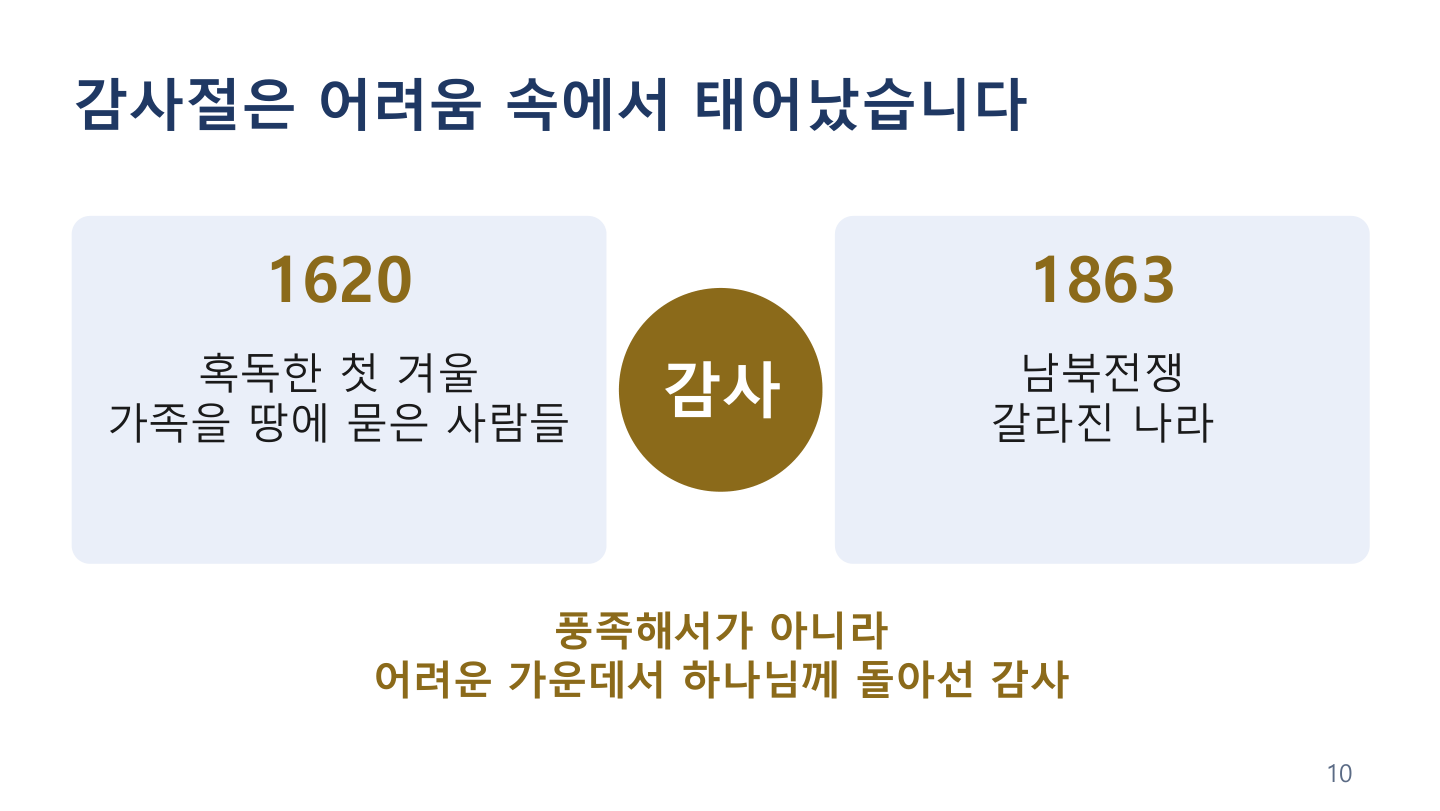 감사절은 어려움 속에서 태어났습니다
1620
혹독한 첫 겨울
가족을 땅에 묻은 사람들
감사
1863
남북전쟁
갈라진 나라
풍족해서가 아니라
어려운 가운데서 하나님께 돌아선 감사
10